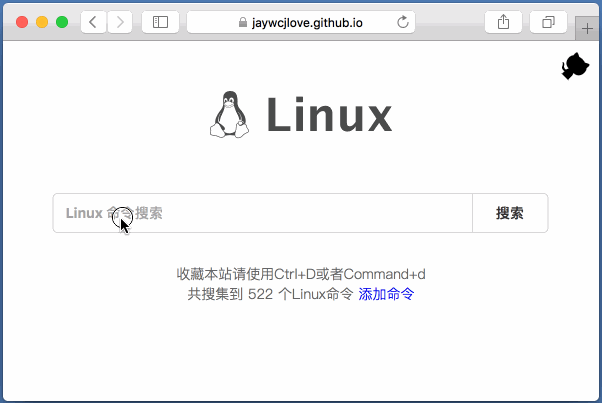 jaywcjlove.github.io
Linux
Linux 命令搜索
搜索
收藏本站请使用Ctrl+D或者Command+d
共搜集到 522 个Linux命令 添加命令